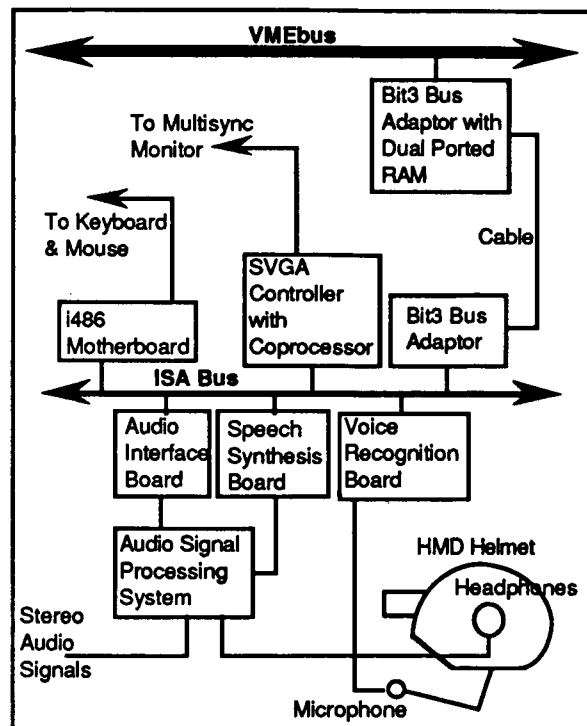 VMEbus
Bit3 Bus
Adaptor with
Dual Ported
RAM
To Multisync
Monitor
To Keyboard
& Mouse
Cable
SVGA
Controller
with
Coprocessor
i486
Motherboard
Bit3 Bus
Adaptor
ISA Bus
Audio
Interface
Board
Speech
Synthesis
Board
Voice
Recognition
Board
Audio Signal
Processing
System
HMD Helmet
Headphones
Stereo
Audio
Signals
Microphone